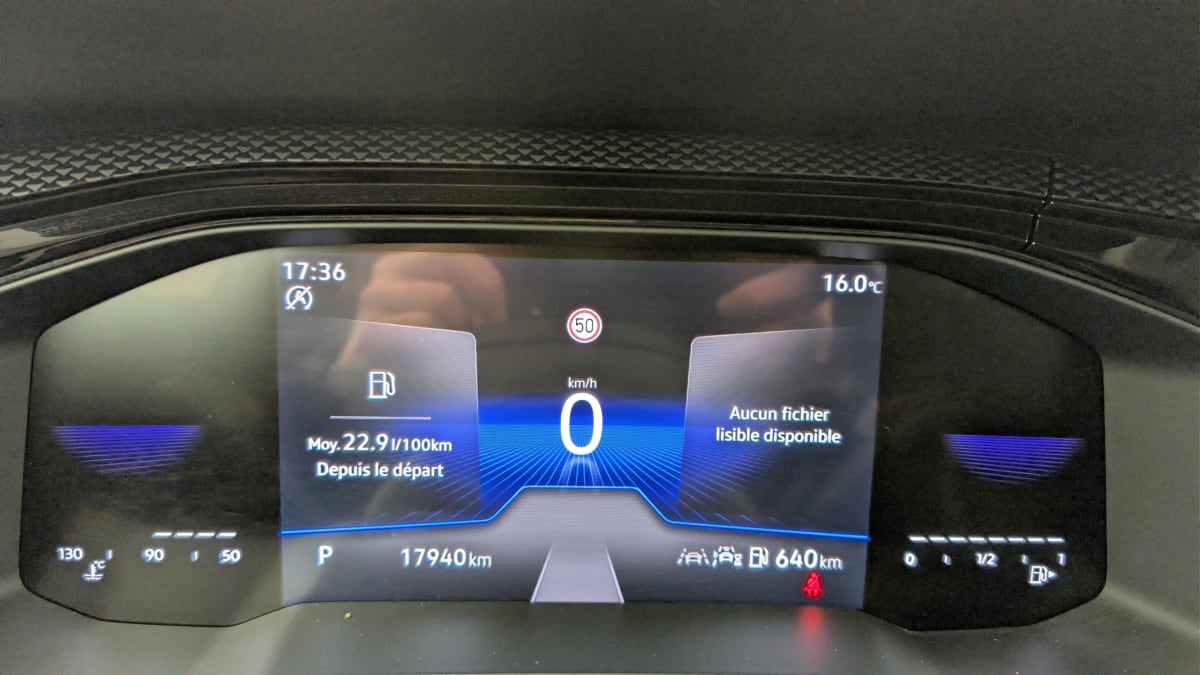 17:36
16.0°C
50
km/h
0
Moy. 22.9 l/100km
Depuis le départ
Aucun fichier
lisible disponible
130 90 50
°C
P
17940 km
640 km
0 1/2 1